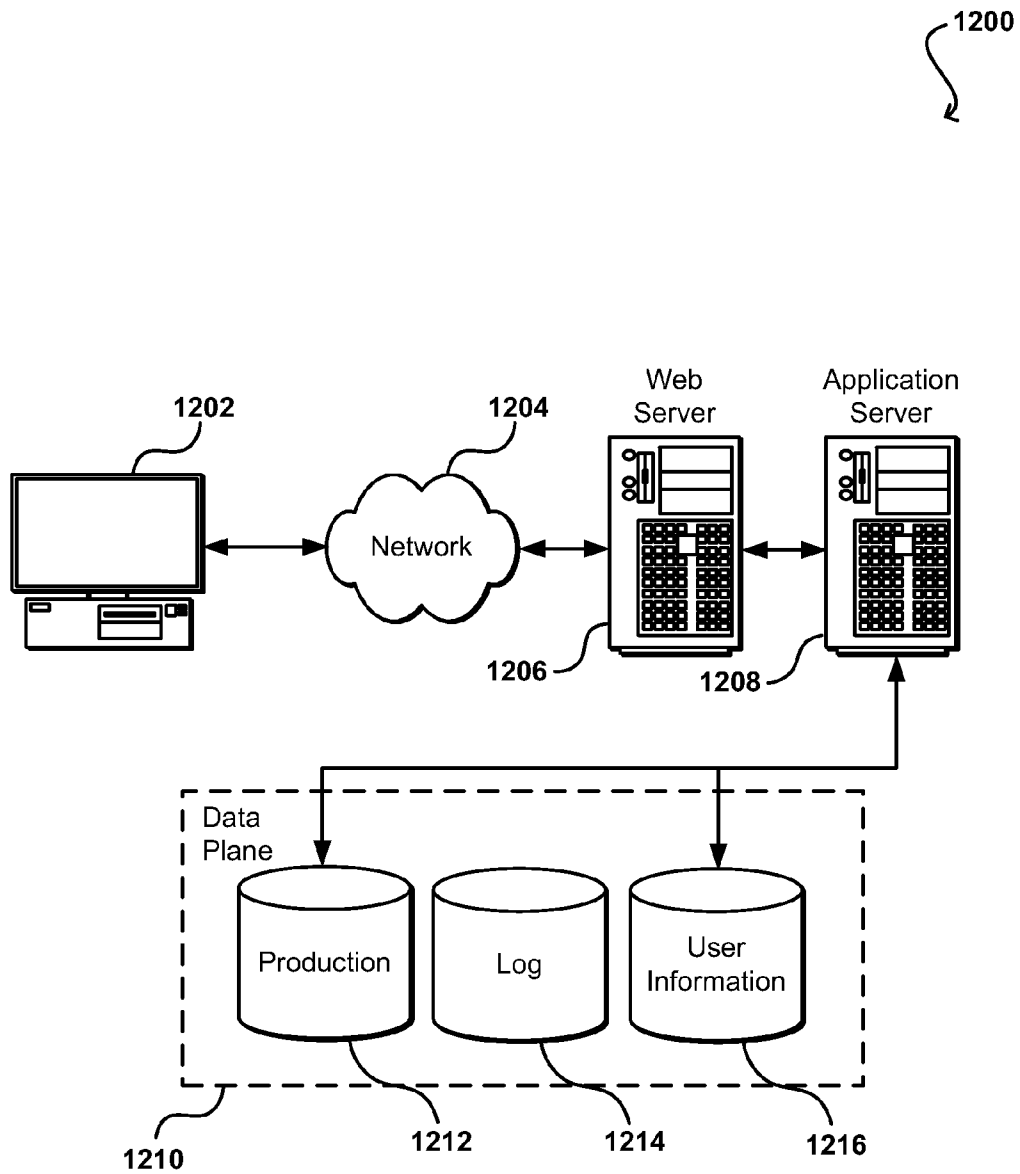 1200
Web
Server
Application
Server
1202
1204
Network
1206
1208
Data
Plane
Production
Log
User
Information
1210
1212
1214
1216